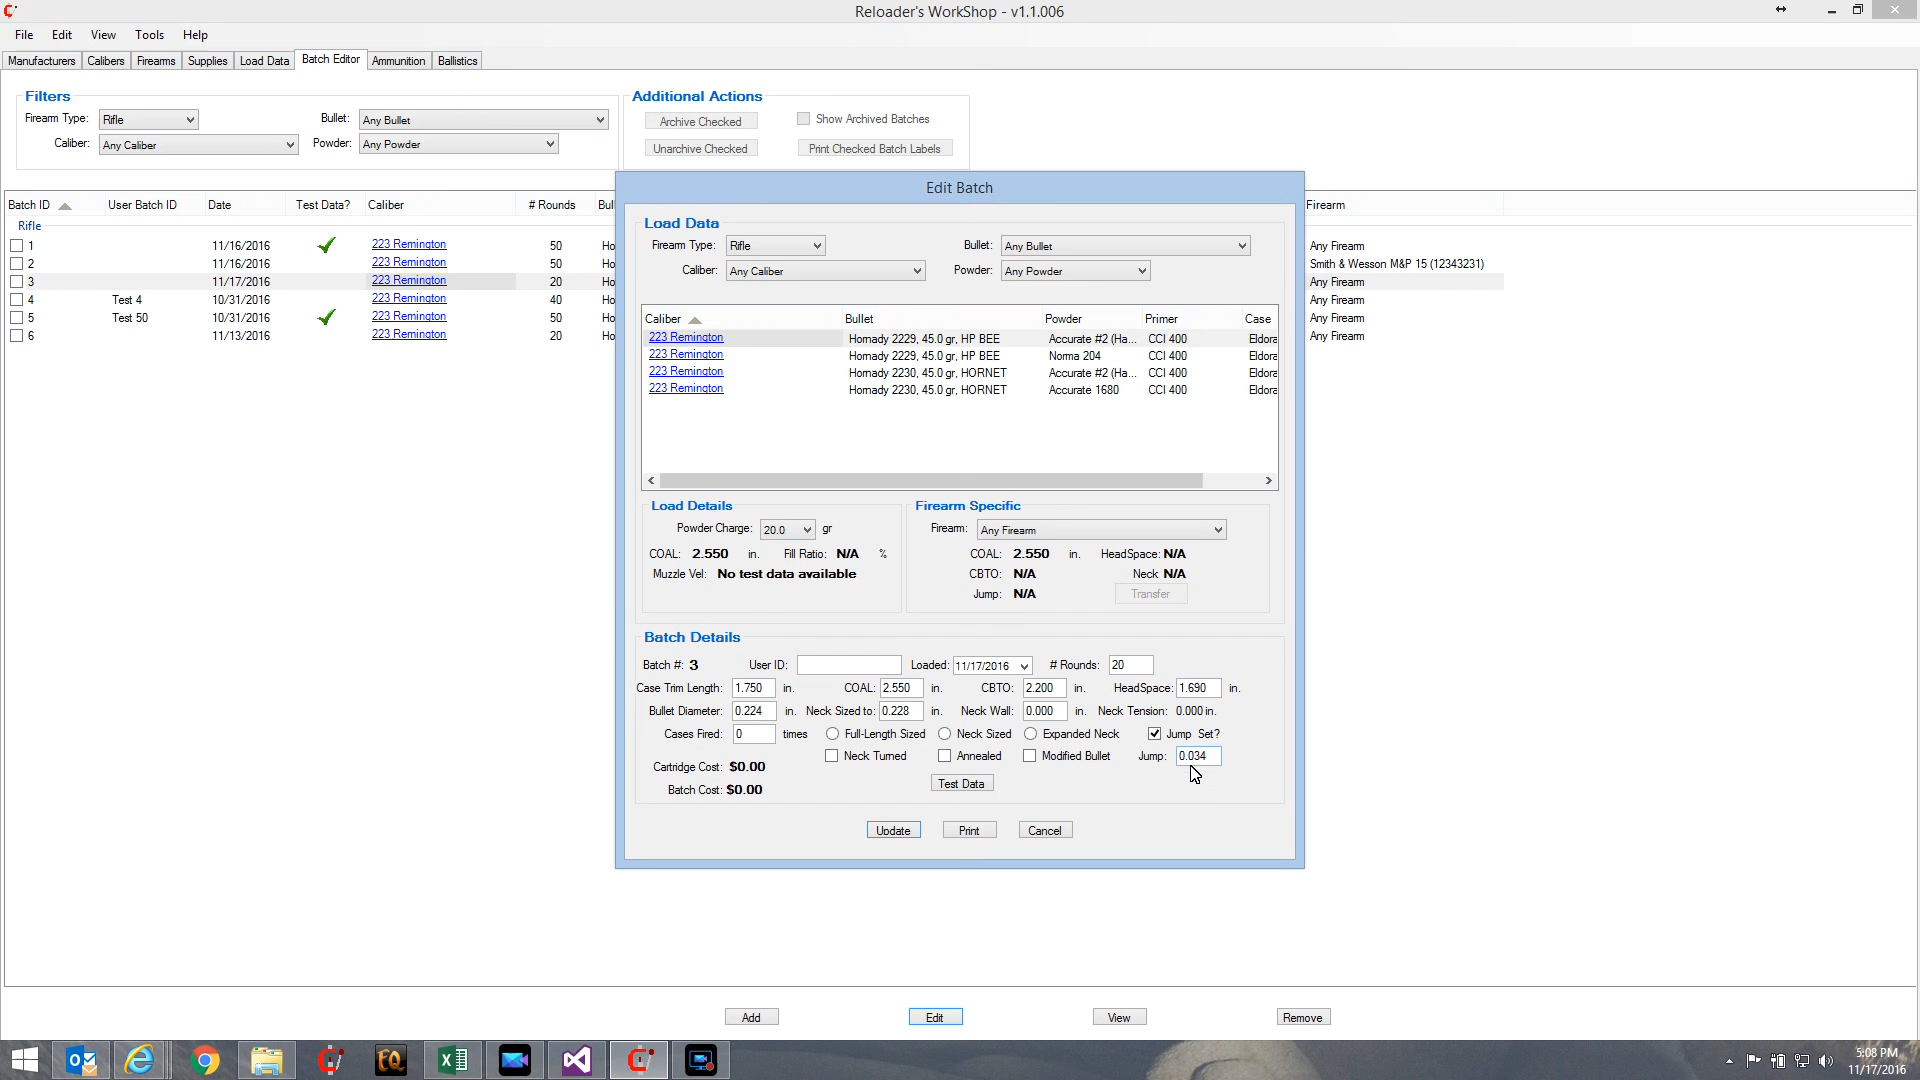 Reloader's WorkShop - v1.1.006
File Edit View Tools Help
Manufacturers Calibers Firearms Supplies Load Data Batch Editor Ammunition Ballistics
Filters
Firearm Type: Rifle Bullet: Any Bullet
Caliber: Any Caliber Powder: Any Powder
Additional Actions
Archive Checked Show Archived Batches
Unarchive Checked Print Checked Batch Labels
Batch ID User Batch ID Date Test Data? Caliber # Rounds Bul Firearm
Rifle
1 11/16/2016 223 Remington 50 Ho Any Firearm
2 11/16/2016 223 Remington 50 Ho Smith & Wesson M&P 15 (12343231)
3 11/17/2016 223 Remington 20 Ho Any Firearm
4 Test 4 10/31/2016 223 Remington 40 Ho Any Firearm
5 Test 50 10/31/2016 223 Remington 50 Ho Any Firearm
6 11/13/2016 223 Remington 20 Ho Any Firearm
Edit Batch
Load Data
Firearm Type: Rifle Bullet: Any Bullet
Caliber: Any Caliber Powder: Any Powder
Caliber Bullet Powder Primer Case
223 Remington Hornady 2229, 45.0 gr, HP BEE Accurate #2 (Ha... CCI 400 Eldora
223 Remington Hornady 2229, 45.0 gr, HP BEE Norma 204 CCI 400 Eldora
223 Remington Hornady 2230, 45.0 gr, HORNET Accurate #2 (Ha... CCI 400 Eldora
223 Remington Hornady 2230, 45.0 gr, HORNET Accurate 1680 CCI 400 Eldora
Load Details
Powder Charge: 20.0 gr
COAL: 2.550 in. Fill Ratio: N/A %
Muzzle Vel: No test data available
Firearm Specific
Firearm: Any Firearm
COAL: 2.550 in. HeadSpace: N/A
CBTO: N/A Neck N/A
Jump: N/A Transfer
Batch Details
Batch #: 3 User ID: Loaded: 11/17/2016 # Rounds: 20
Case Trim Length: 1.750 in. COAL: 2.550 in. CBTO: 2.200 in. HeadSpace: 1.690 in.
Bullet Diameter: 0.224 in. Neck Sized to: 0.228 in. Neck Wall: 0.000 in. Neck Tension: 0.000 in.
Cases Fired: 0 times Full-Length Sized Neck Sized Expanded Neck Jump Set?
Neck Turned Annealed Modified Bullet Jump: 0.034
Cartridge Cost: $0.00
Test Data
Batch Cost: $0.00
Update Print Cancel
Add Edit View Remove
5:08 PM
11/17/2016